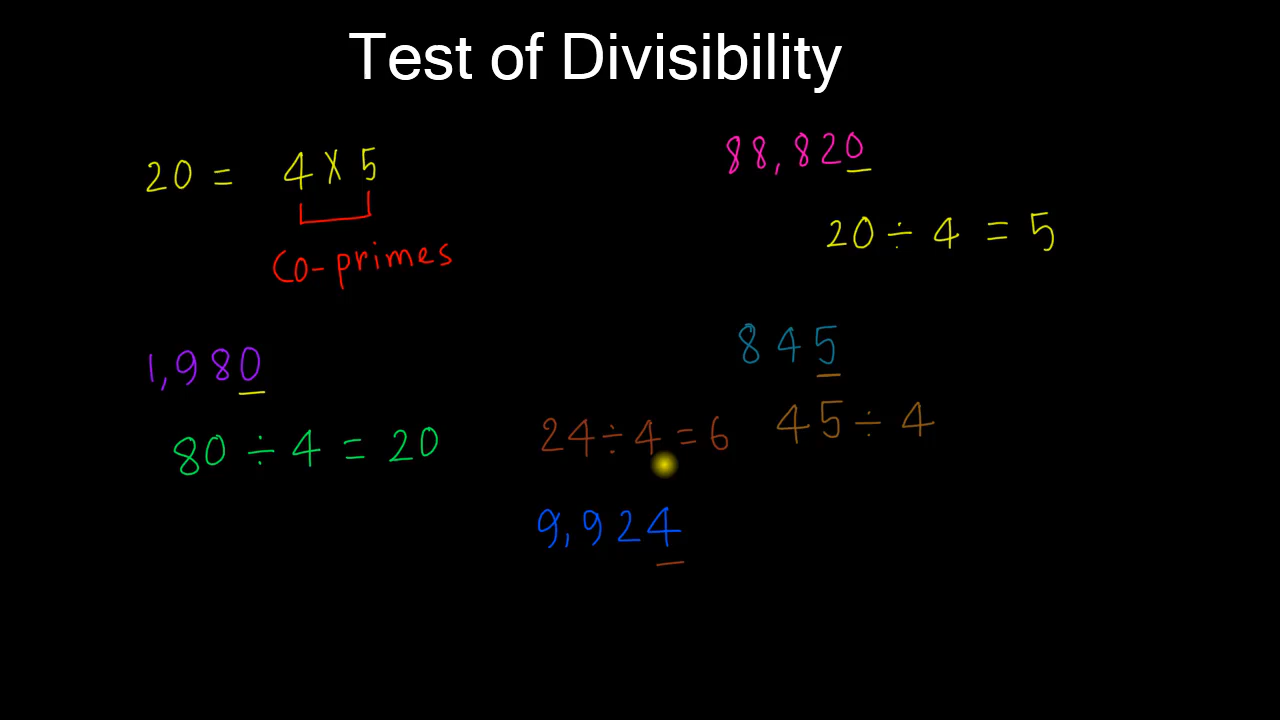 Test of Divisibility
20 = 4 X 5
Co-primes
88,820
20 ÷ 4 = 5
1,980
80 ÷ 4 = 20
845
45 ÷ 4
24 ÷ 4 = 6
9,924